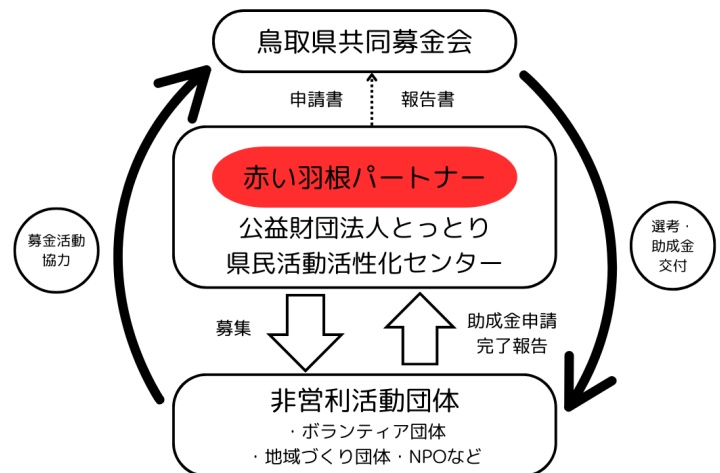 鳥取県共同募金会
申請書
報告書
赤い羽根パートナー
公益財団法人とっとり
県民活動活性化センター
募金活動
協力
選考・
助成金
交付
募集
助成金申請
完了報告
非営利活動団体
・ボランティア団体
・地域づくり団体・NPOなど